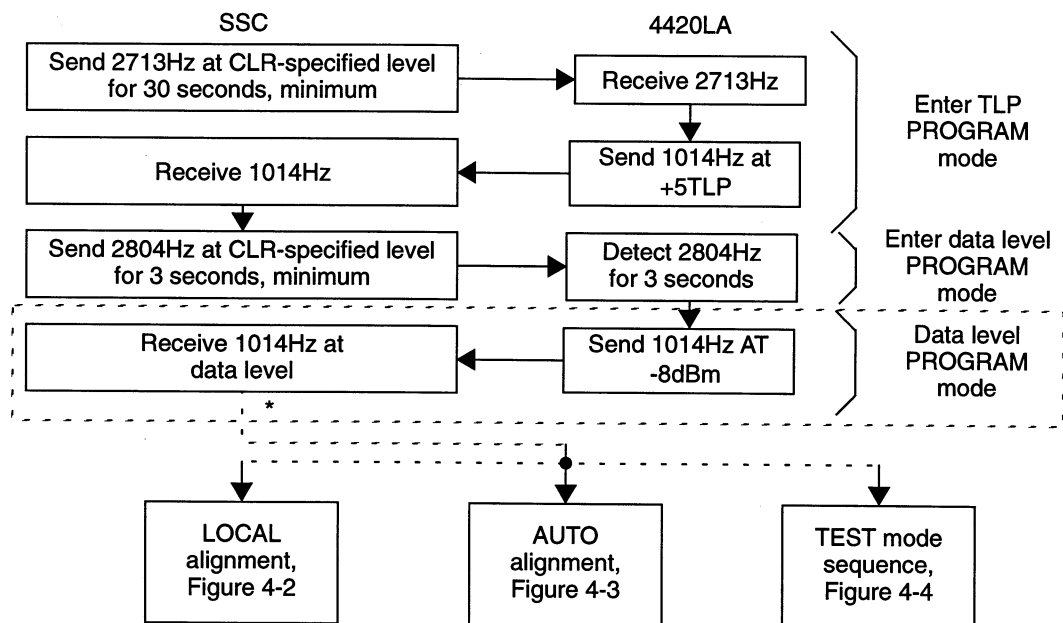 SSC
4420LA
Send 2713Hz at CLR-specified level
for 30 seconds, minimum
Receive 2713Hz
Enter TLP
PROGRAM
mode
Receive 1014Hz
Send 1014Hz at
+5TLP
Send 2804Hz at CLR-specified level
for 3 seconds, minimum
Detect 2804Hz
for 3 seconds
Enter data level
PROGRAM
mode
Receive 1014Hz at
data level
Send 1014Hz AT
-8dBm
Data level
PROGRAM
mode
*
LOCAL
alignment,
Figure 4-2
AUTO
alignment,
Figure 4-3
TEST mode
sequence,
Figure 4-4